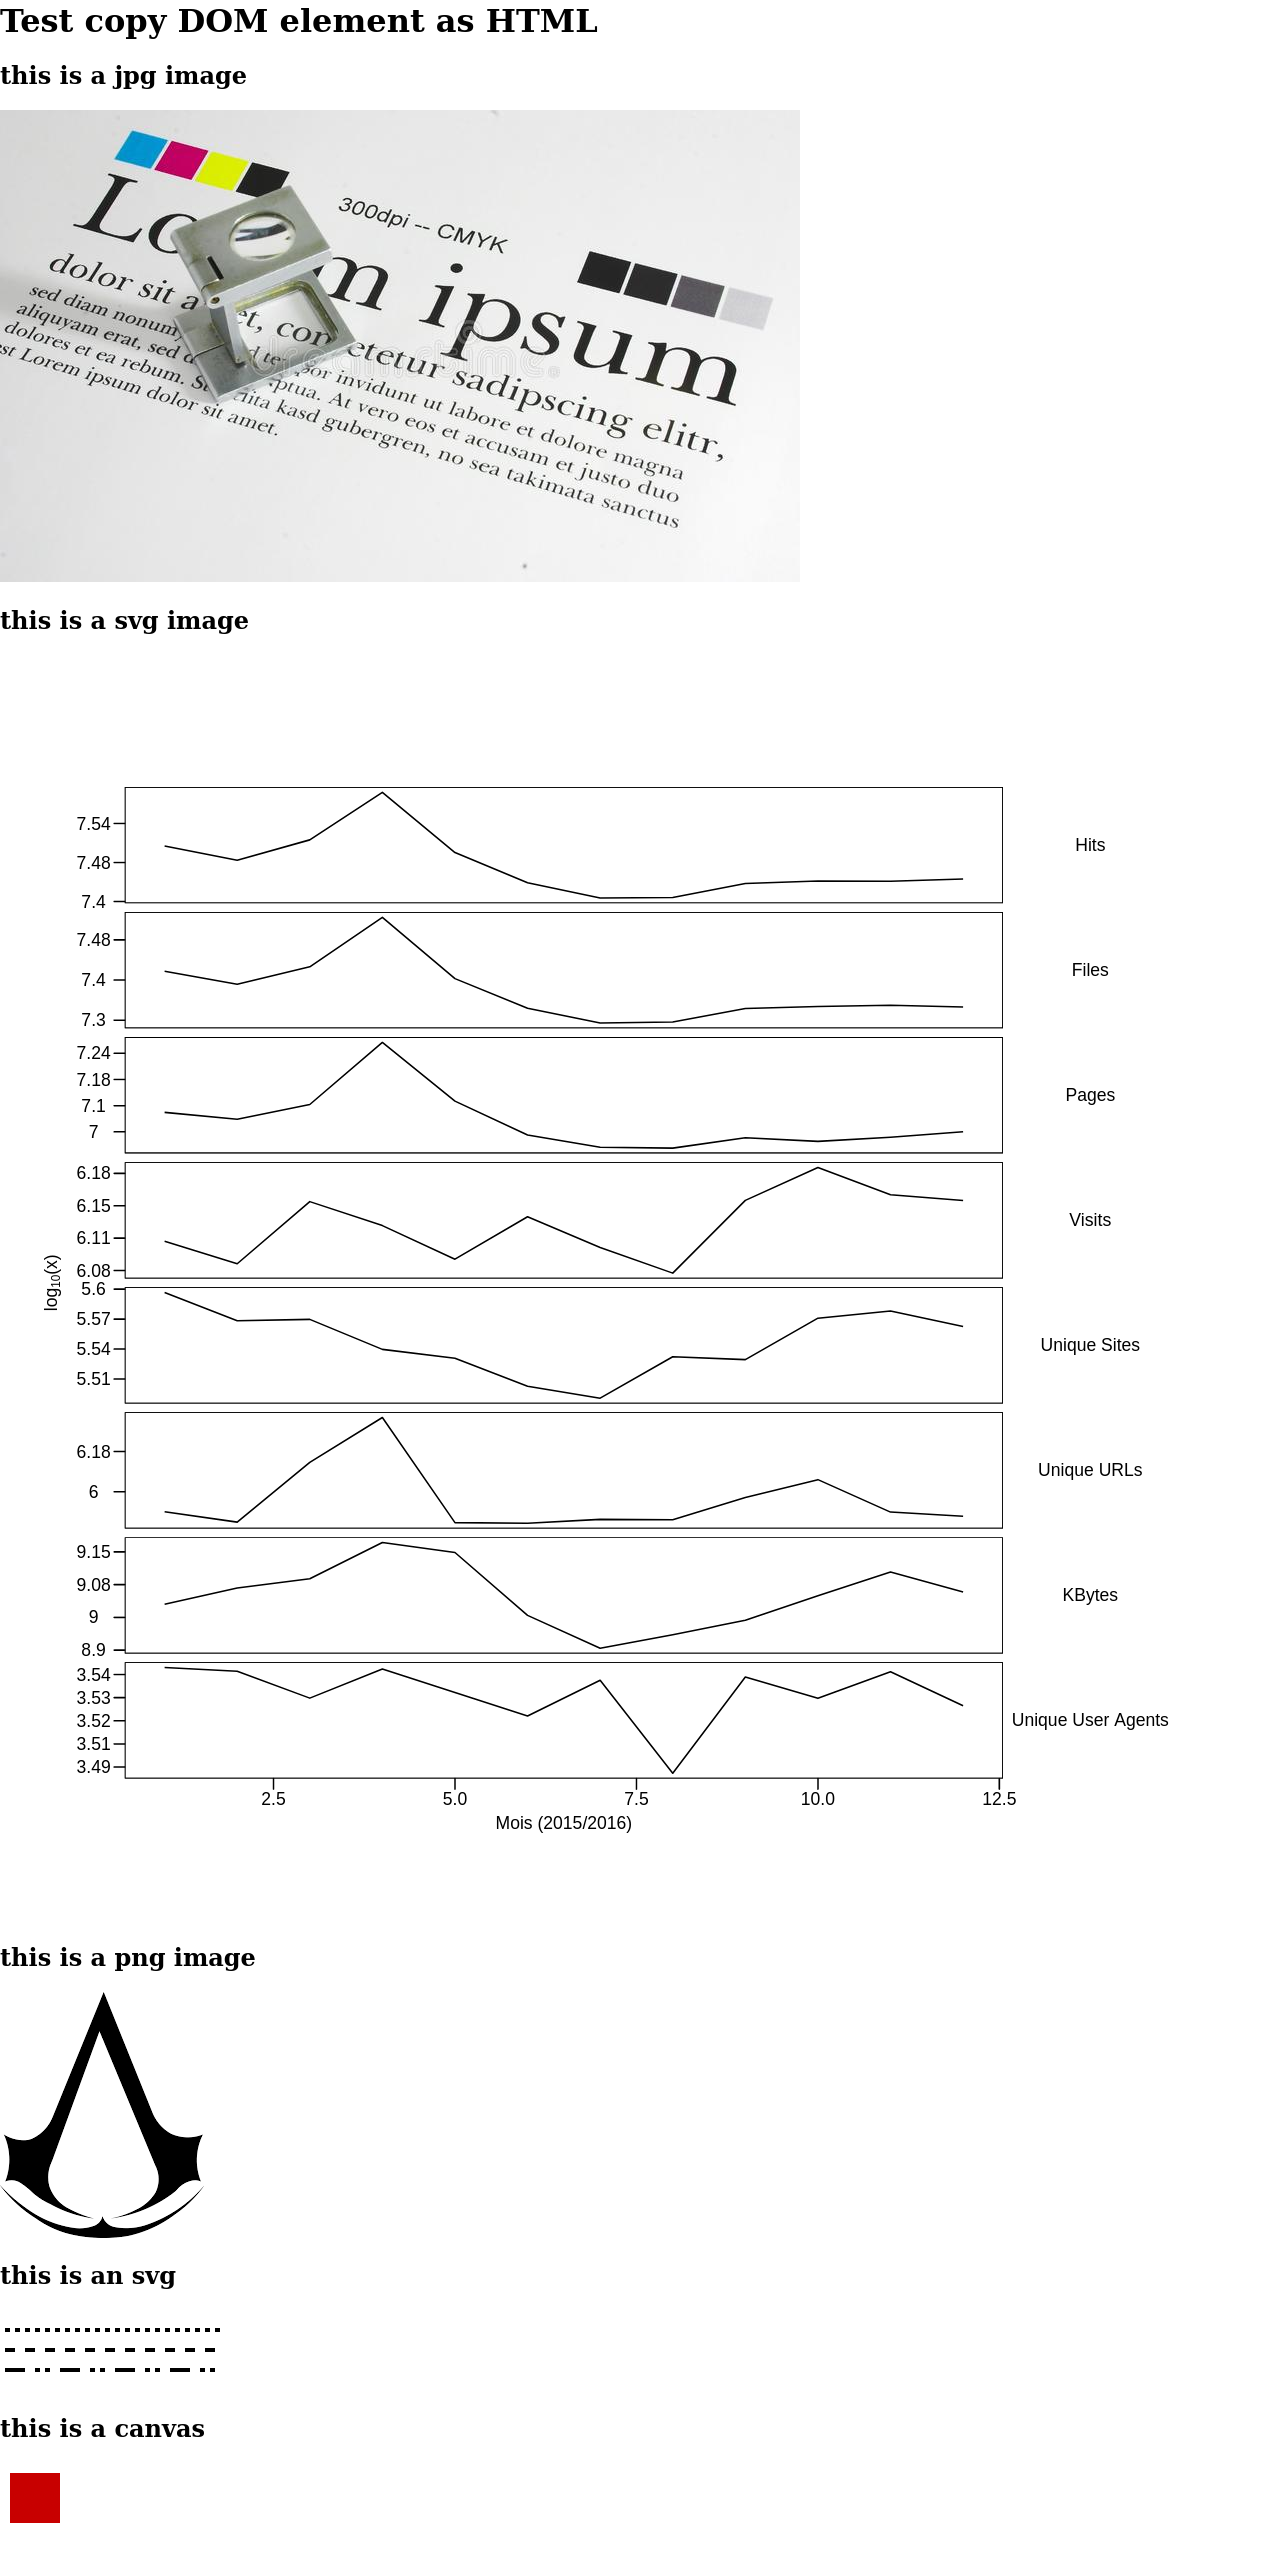 Test copy DOM element as HTML
this is a jpg image
300dpi -- CMYK
m ipsum
dolor sit a et, con etetur sadipscing elitr,
sed diam nonumy por invidunt ut labore et dolore magna
aliquyam erat, sed d ptua. At vero eos et accusam et justo duo
dolores et ea rebum. kasd gubergren, no sea takimata sanctus
est Lorem ipsum dolor sit amet.
this is a svg image
7.54
7.48
7.4
Hits
7.48
7.4
7.3
Files
7.24
7.18
7.1
7
Pages
6.18
6.15
6.11
6.08
Visits
log10(x)
5.6
5.57
5.54
5.51
Unique Sites
6.18
6
Unique URLs
9.15
9.08
9
8.9
KBytes
3.54
3.53
3.52
3.51
3.49
Unique User Agents
2.5 5.0 7.5 10.0 12.5
Mois (2015/2016)
this is a png image
this is an svg
this is a canvas